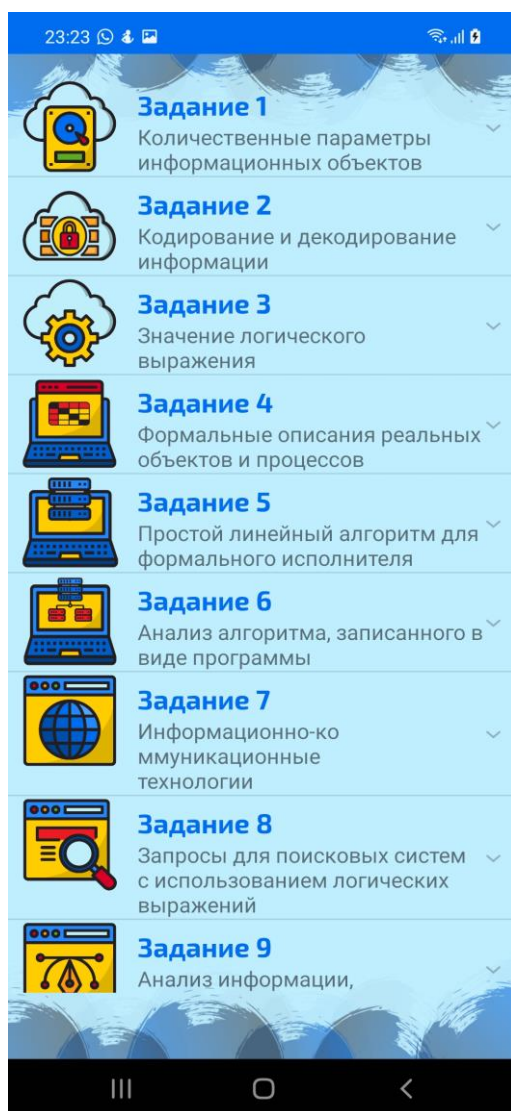 23:23
Задание 1
Количественные параметры
информационных объектов
Задание 2
Кодирование и декодирование
информации
Задание 3
Значение логического
выражения
Задание 4
Формальные описания реальных
объектов и процессов
Задание 5
Простой линейный алгоритм для
формального исполнителя
Задание 6
Анализ алгоритма, записанного в
виде программы
Задание 7
Информационно-ко
ммуникационные
технологии
Задание 8
Запросы для поисковых систем
с использованием логических
выражений
Задание 9
Анализ информации,